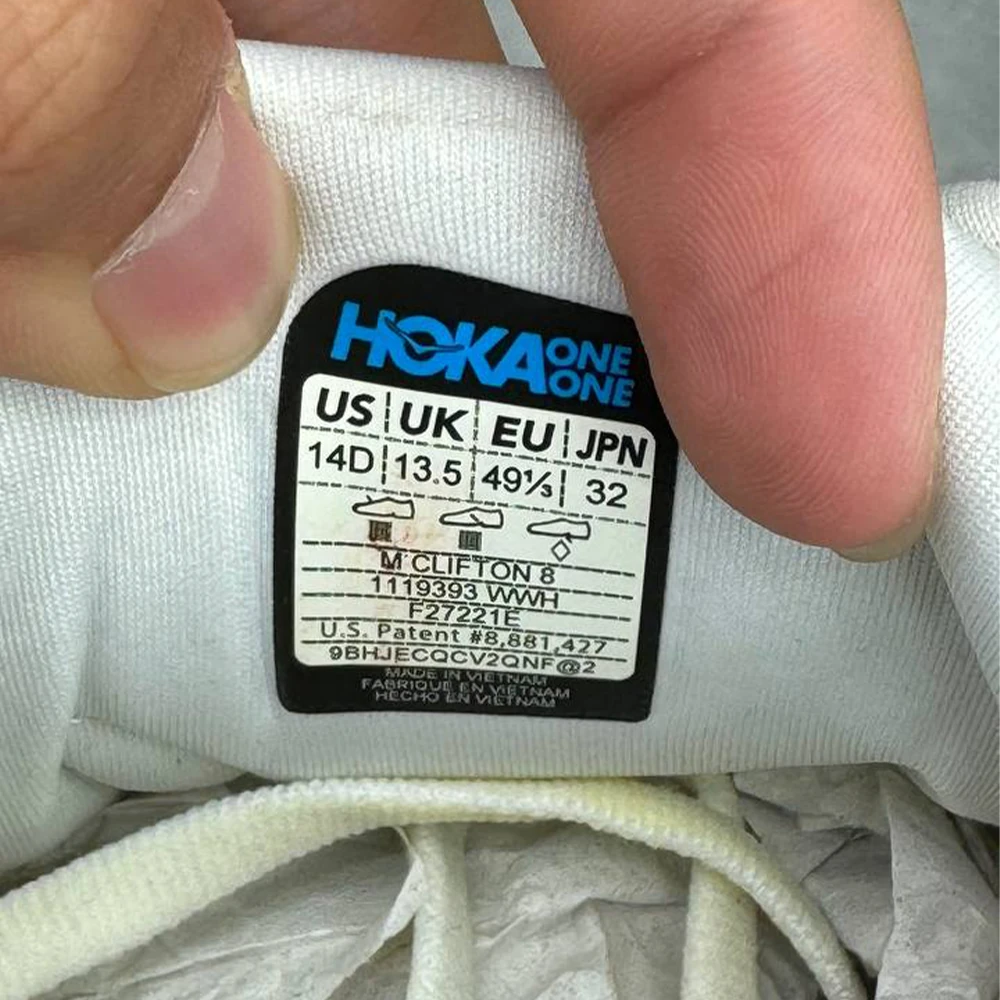 HOKA ONE ONE
US UK EU JPN
14D 13.5 49⅓ 32
M CLIFTON 8
1119393 WWH
F27221E
U.S. Patent #8,881,427
9BHJECQCV2QNF@2
MADE IN VIETNAM
FABRIQUE EN VIETNAM
HECHO EN VIETNAM